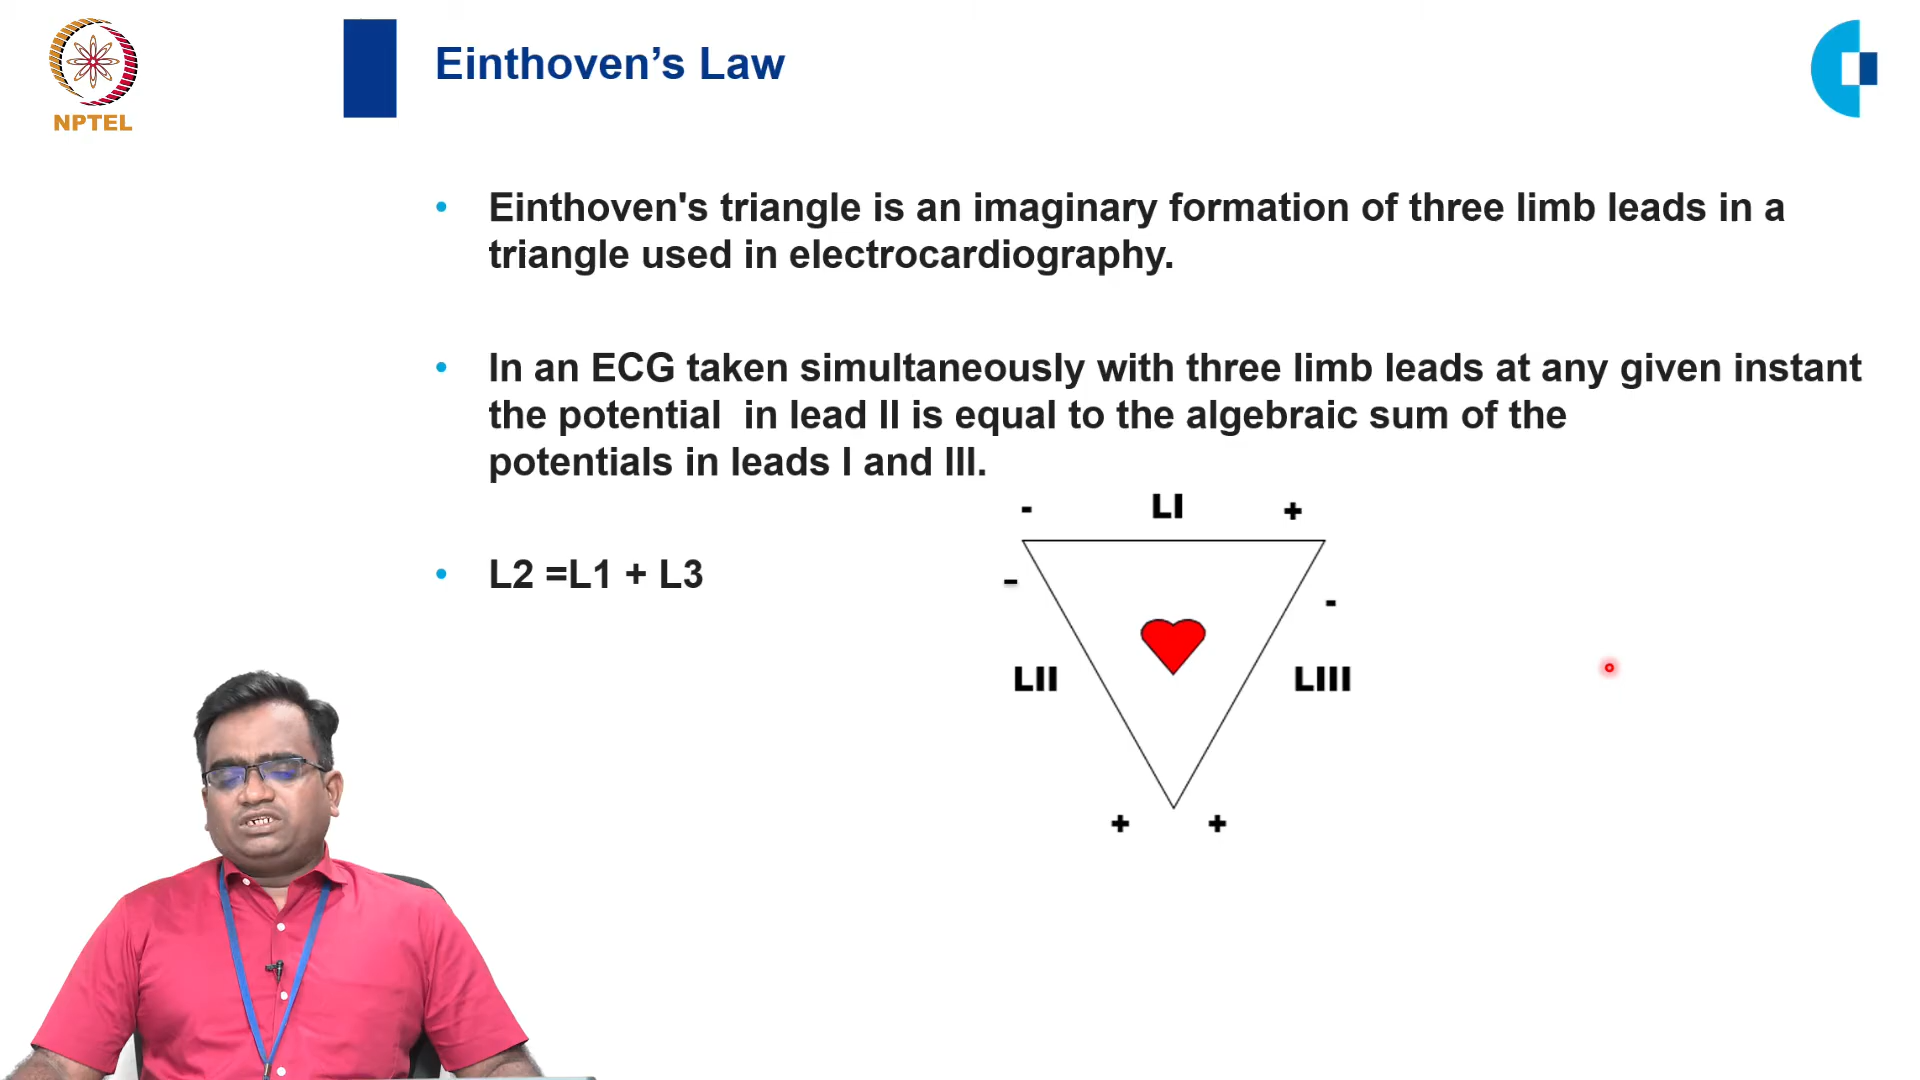 NPTEL
Einthoven’s Law
• Einthoven's triangle is an imaginary formation of three limb leads in a
triangle used in electrocardiography.
• In an ECG taken simultaneously with three limb leads at any given instant
the potential in lead II is equal to the algebraic sum of the
potentials in leads I and III.
• L2 =L1 + L3
- LI +
- -
LII LIII
+ +